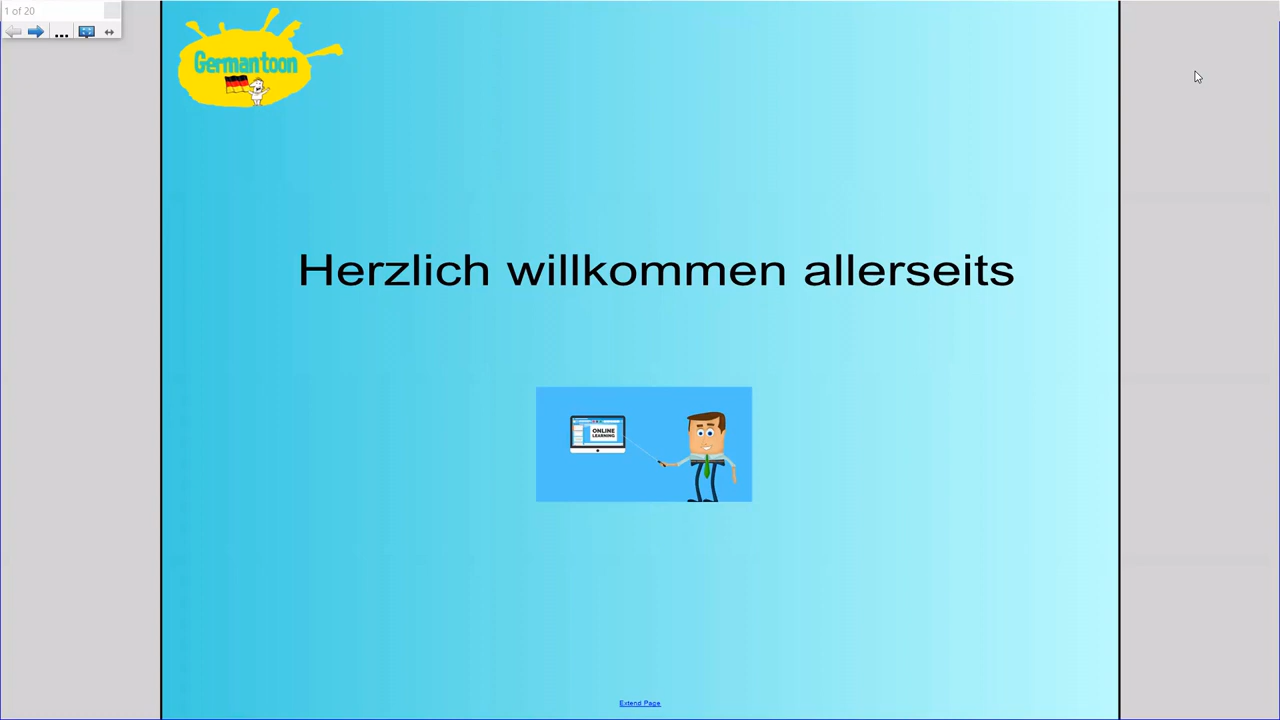 1 of 20
Germantoon
Herzlich willkommen allerseits
ONLINE
LEARNING
Extend Page